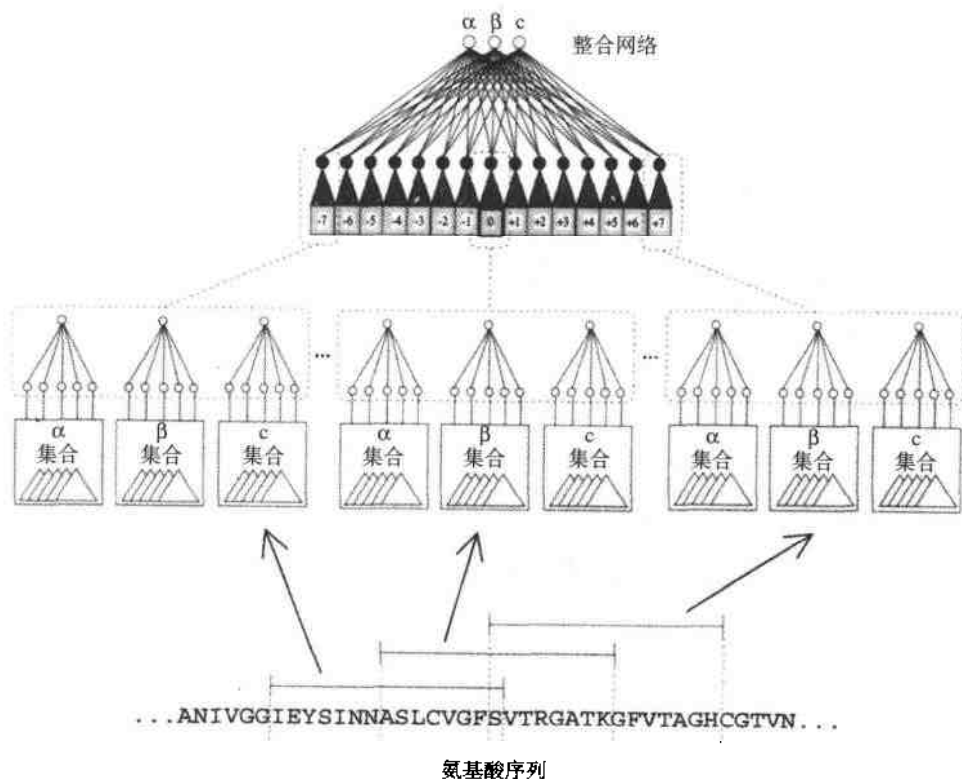 α β c
整合网络
-7 -6 -5 -4 -3 -2 -1 0 +1 +2 +3 +4 +5 +6 +7
... ...
α β c α β c α β c
集合 集合 集合 集合 集合 集合 集合 集合 集合
...ANIVGGIEYSINNASLCVGFSVTRGATKGFVTAGHCGTVN...
氨基酸序列